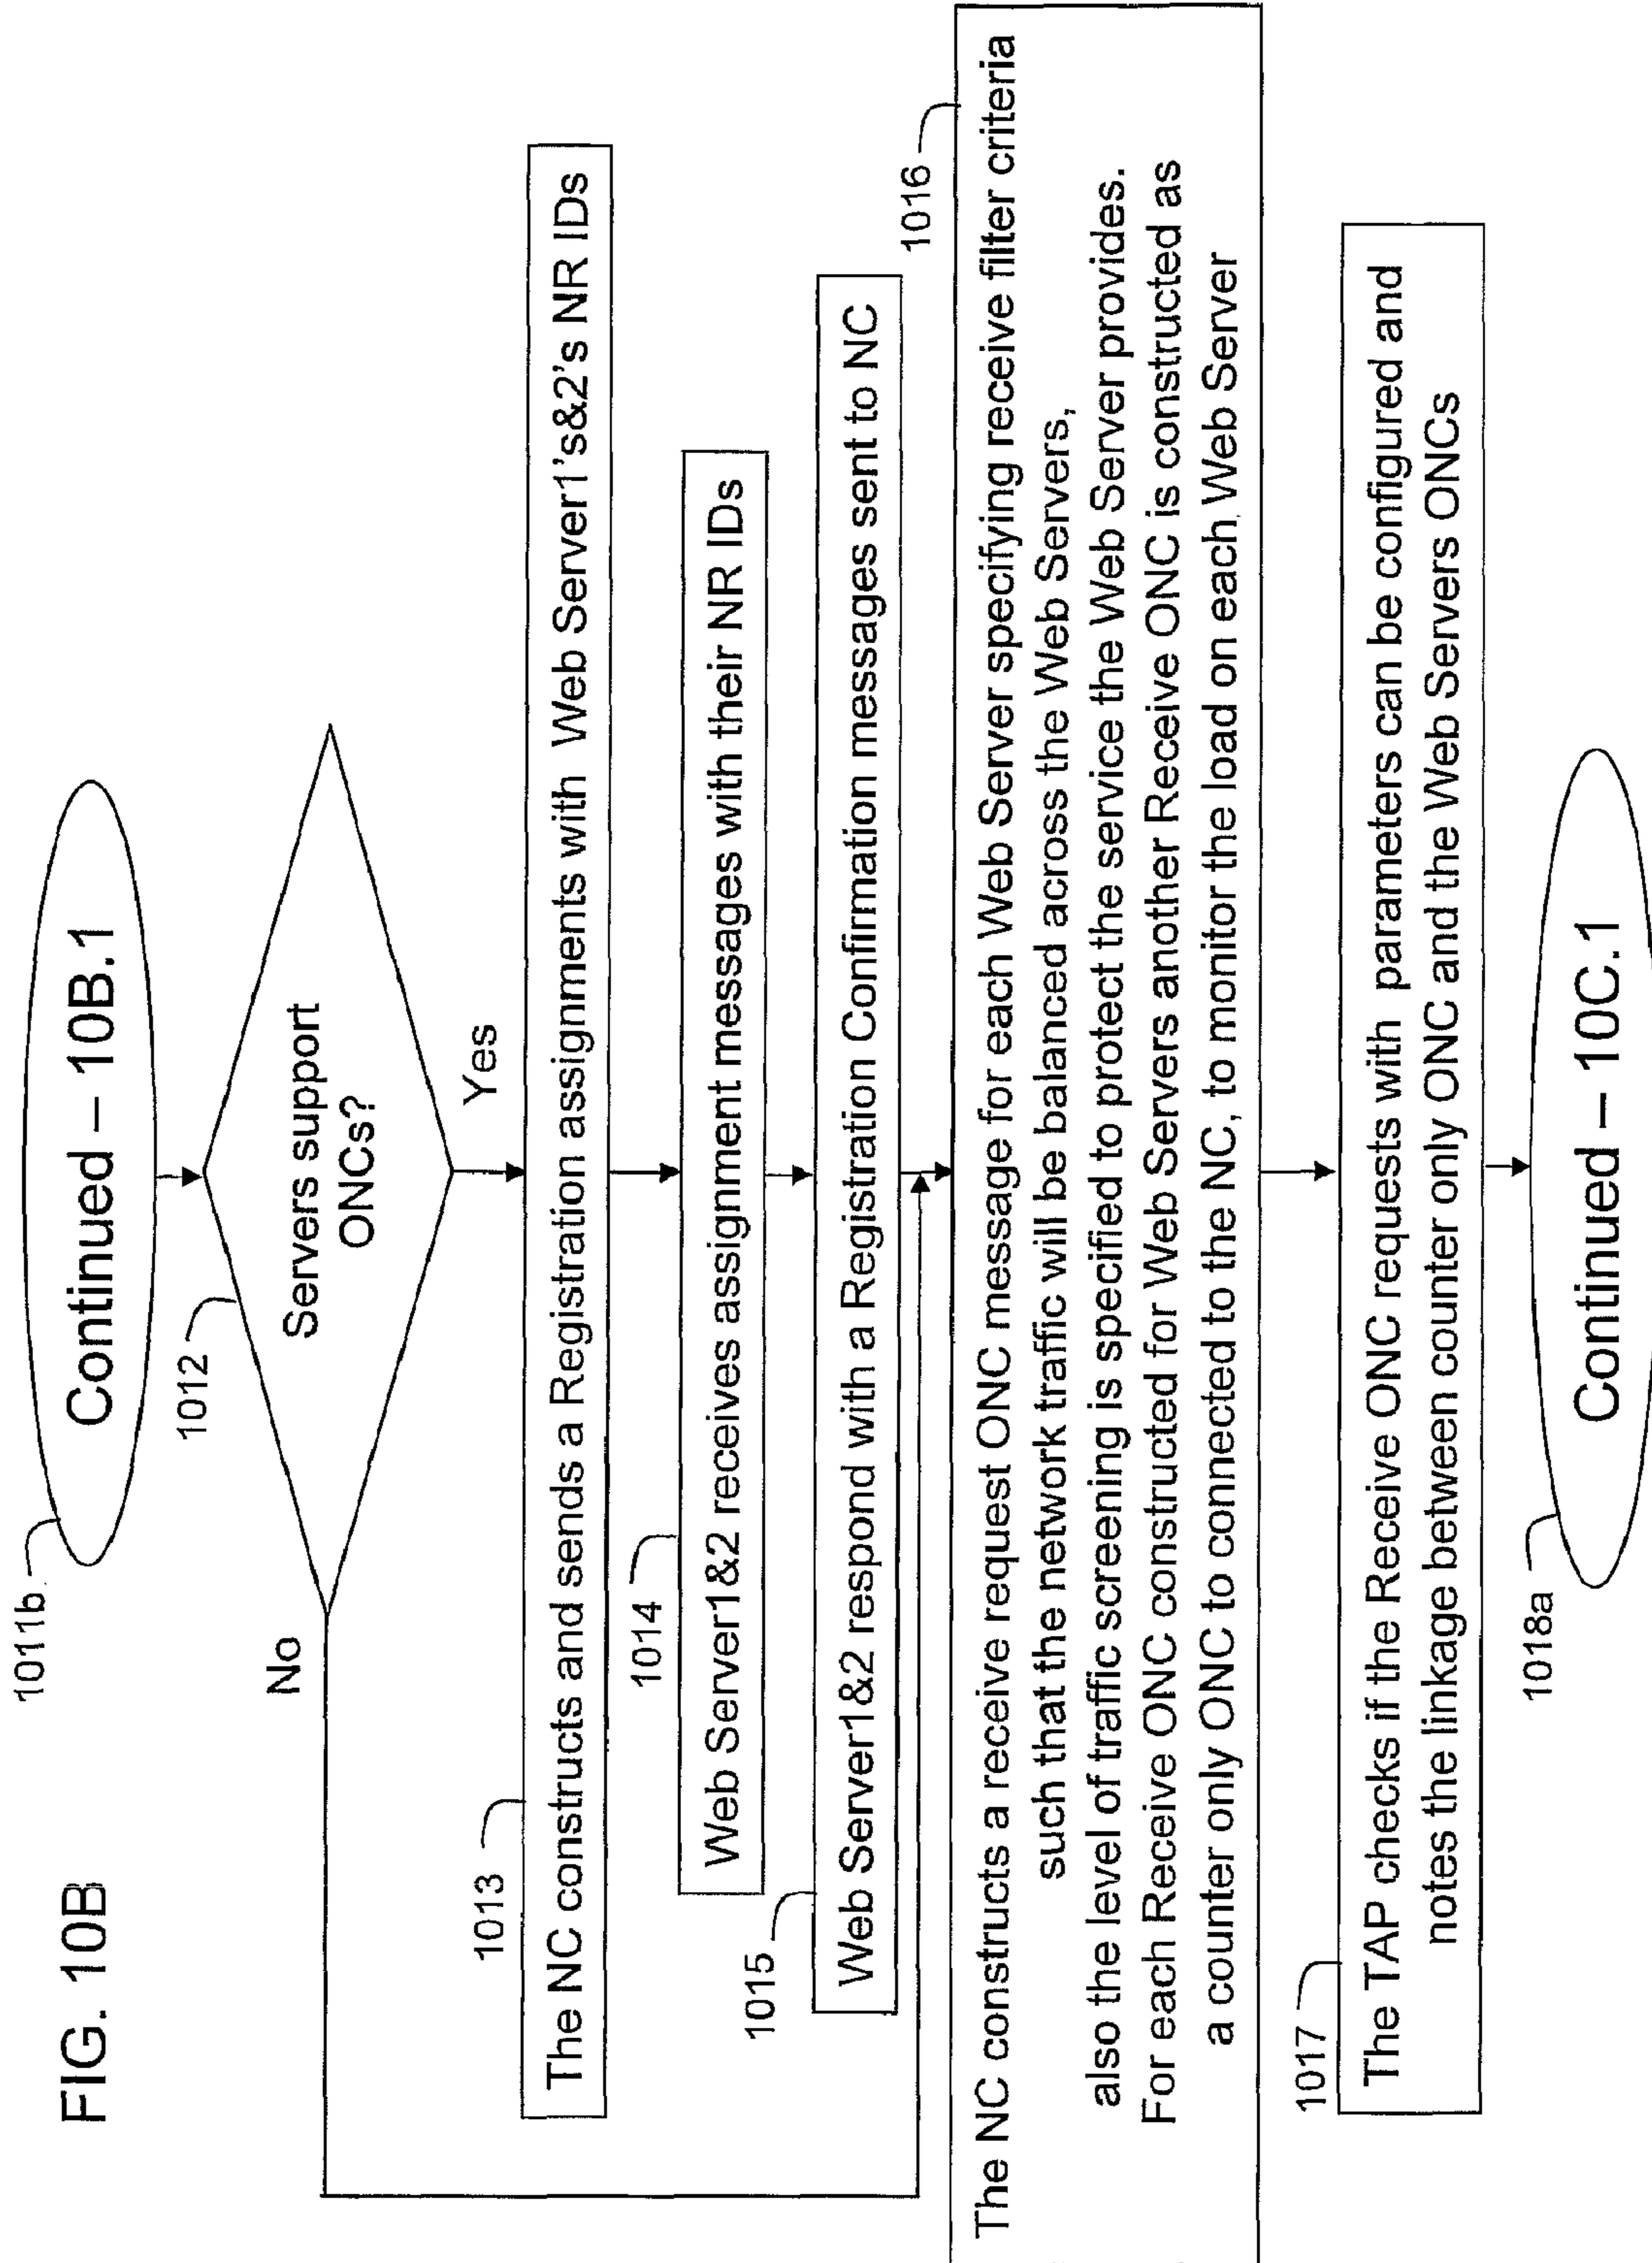 FIG. 10B
1011b
Continued – 10B.1
1012
Servers support
ONCs?
No
Yes
1013
The NC constructs and sends a Registration assignments with Web Server1's&2's NR IDs
1014
Web Server1&2 receives assignment messages with their NR IDs
1015
Web Server1&2 respond with a Registration Confirmation messages sent to NC
1016
The NC constructs a receive request ONC message for each Web Server specifying receive filter criteria
such that the network traffic will be balanced across the Web Servers,
also the level of traffic screening is specified to protect the service the Web Server provides.
For each Receive ONC constructed for Web Servers another Receive ONC is constructed as
a counter only ONC to connected to the NC, to monitor the load on each Web Server
1017
The TAP checks if the Receive ONC requests with parameters can be configured and
notes the linkage between counter only ONC and the Web Servers ONCs
1018a
Continued – 10C.1